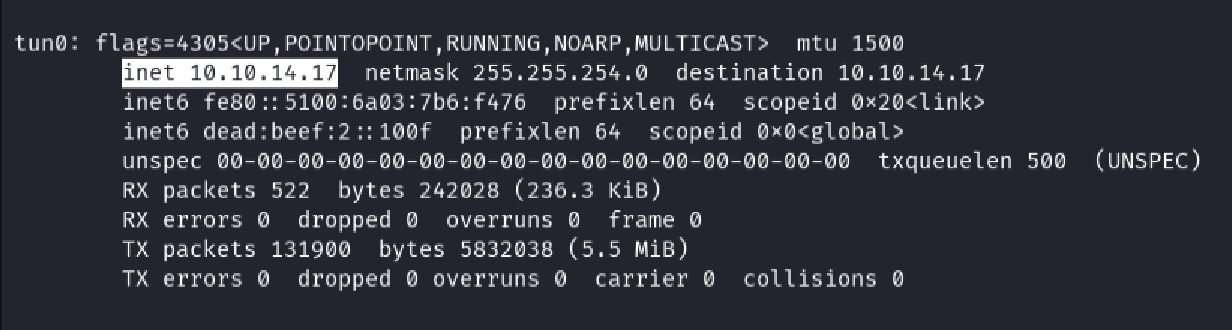 tun0: flags=4305<UP,POINTOPOINT,RUNNING,NOARP,MULTICAST>  mtu 1500
        inet 10.10.14.17  netmask 255.255.254.0  destination 10.10.14.17
        inet6 fe80::5100:6a03:7b6:f476  prefixlen 64  scopeid 0×20<link>
        inet6 dead:beef:2::100f  prefixlen 64  scopeid 0×0<global>
        unspec 00-00-00-00-00-00-00-00-00-00-00-00-00-00-00-00  txqueuelen 500  (UNSPEC)
        RX packets 522  bytes 242028 (236.3 KiB)
        RX errors 0  dropped 0  overruns 0  frame 0
        TX packets 131900  bytes 5832038 (5.5 MiB)
        TX errors 0  dropped 0 overruns 0  carrier 0  collisions 0